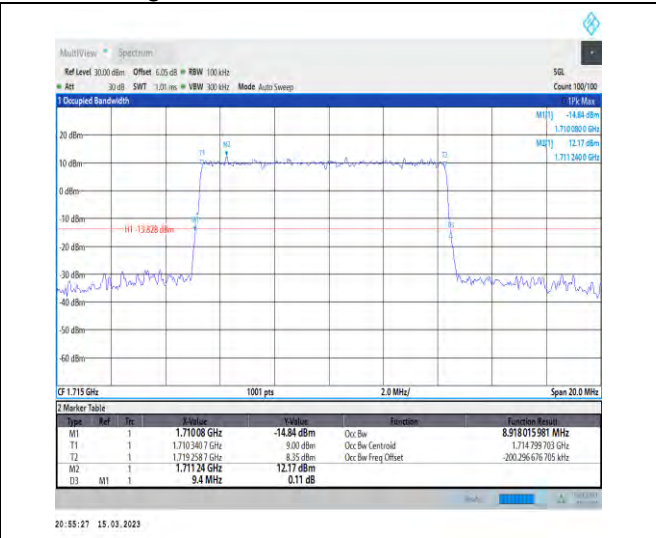 MultiView Spectrum
Ref Level 30.00 dBm Offset 6.05 dB RBW 100 kHz SGL
Att 30 dB SWT 1.01 ms VBW 300 kHz Mode Auto Sweep Count 100/100
1 Occupied Bandwidth 1Pk Max
M1[1] -14.84 dBm
1.710 080 0 GHz
M2[1] 12.17 dBm
1.711 240 0 GHz
20 dBm
T1 M2 T2
10 dBm
0 dBm
-10 dBm
M1 D3
H1 -13.828 dBm
-20 dBm
-30 dBm
-40 dBm
-50 dBm
-60 dBm
CF 1.715 GHz 1001 pts 2.0 MHz/ Span 20.0 MHz
2 Marker Table
Type Ref Trc X-Value Y-Value Function Function Result
M1 1 1.71008 GHz -14.84 dBm Occ Bw 8.918 015 981 MHz
T1 1 1.710 340 7 GHz 9.00 dBm Occ Bw Centroid 1.714 799 703 GHz
T2 1 1.719 258 7 GHz 8.35 dBm Occ Bw Freq Offset -200.296 676 705 kHz
M2 1 1.711 24 GHz 12.17 dBm
D3 M1 1 9.4 MHz 0.11 dB
20:55:27 15.03.2023